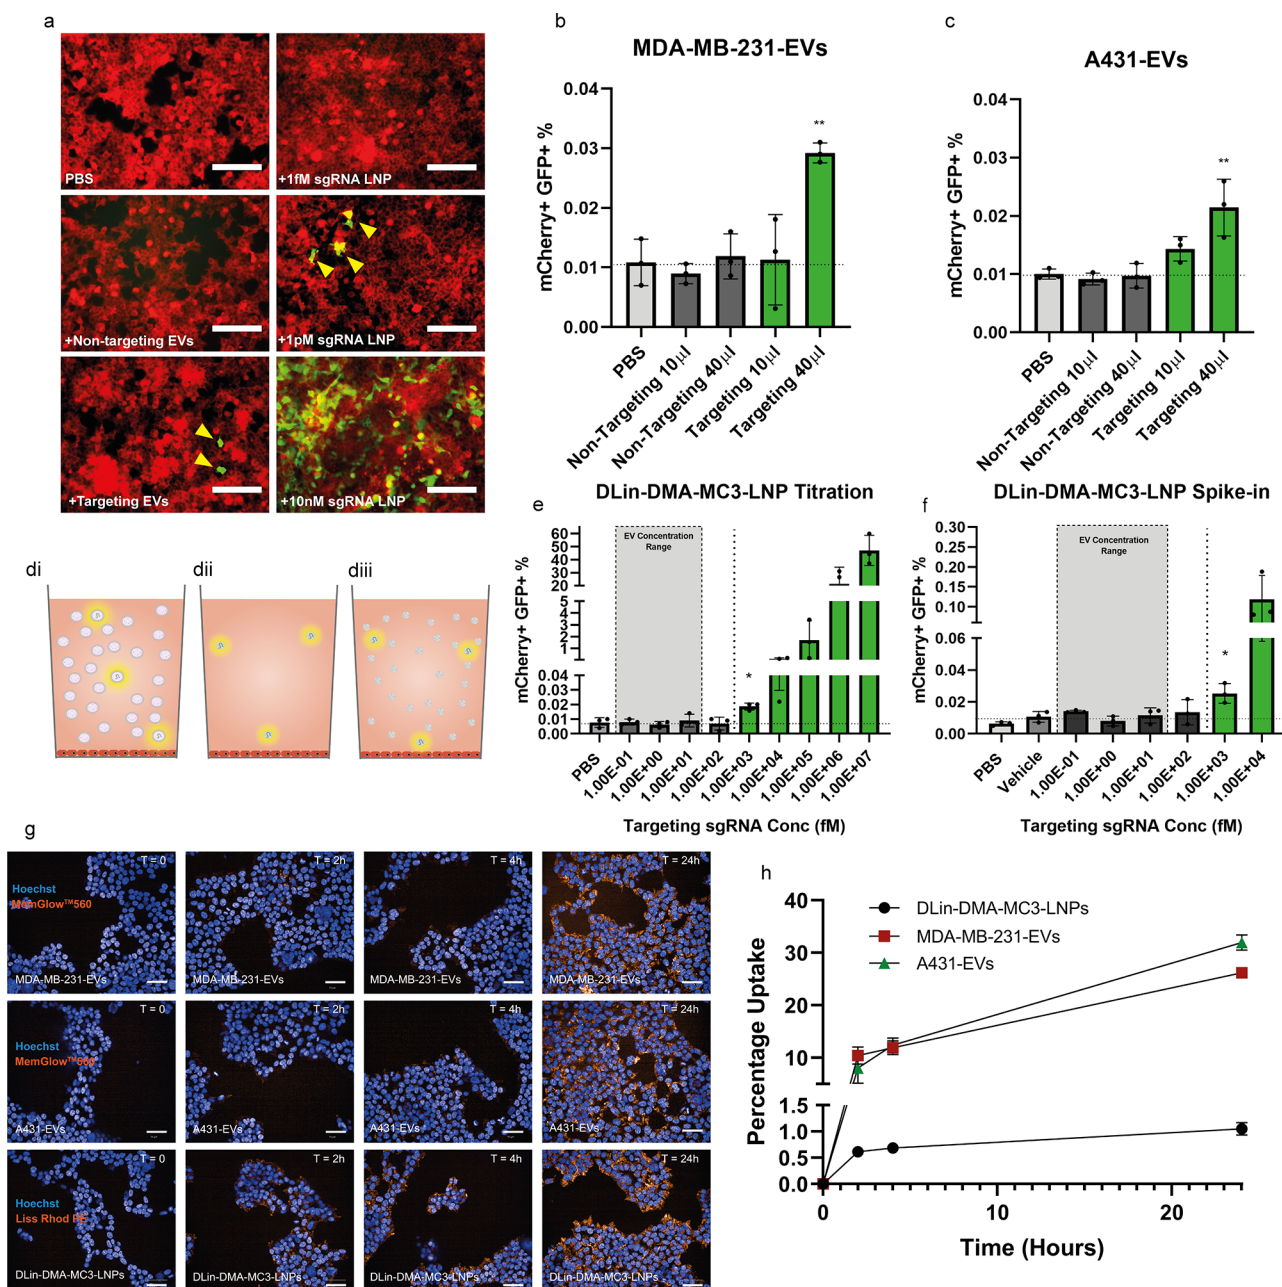 a
PBS
+1fM sgRNA LNP
+Non-targeting EVs
+1pM sgRNA LNP
+Targeting EVs
+10nM sgRNA LNP
b
MDA-MB-231-EVs
mCherry+ GFP+ %
0.04
0.03
0.02
0.01
0.00
**
PBS
Non-Targeting 10μl
Non-Targeting 40μl
Targeting 10μl
Targeting 40μl
c
A431-EVs
mCherry+ GFP+ %
0.04
0.03
0.02
0.01
0.00
**
PBS
Non-Targeting 10μl
Non-Targeting 40μl
Targeting 10μl
Targeting 40μl
di
dii
diii
e
DLin-DMA-MC3-LNP Titration
mCherry+ GFP+ %
60
50
40
30
20
5
4
3
2
1
0.04
0.03
0.02
0.01
0.00
EV Concentration
Range
*
PBS
1.00E-01
1.00E+00
1.00E+01
1.00E+02
1.00E+03
1.00E+04
1.00E+05
1.00E+06
1.00E+07
Targeting sgRNA Conc (fM)
f
DLin-DMA-MC3-LNP Spike-in
mCherry+ GFP+ %
0.30
0.25
0.20
0.15
0.10
0.06
0.04
0.02
0.00
EV Concentration
Range
*
PBS
Vehicle
1.00E-01
1.00E+00
1.00E+01
1.00E+02
1.00E+03
1.00E+04
Targeting sgRNA Conc (fM)
g
T = 0
Hoechst
MemGlow™560
MDA-MB-231-EVs
T = 2h
MDA-MB-231-EVs
T = 4h
MDA-MB-231-EVs
T = 24h
MDA-MB-231-EVs
T = 0
Hoechst
MemGlow™560
A431-EVs
T = 2h
A431-EVs
T = 4h
A431-EVs
T = 24h
A431-EVs
T = 0
Hoechst
Liss Rhod PE
DLin-DMA-MC3-LNPs
T = 2h
DLin-DMA-MC3-LNPs
T = 4h
DLin-DMA-MC3-LNPs
T = 24h
DLin-DMA-MC3-LNPs
h
DLin-DMA-MC3-LNPs
MDA-MB-231-EVs
A431-EVs
Percentage Uptake
40
30
20
10
1.5
1.0
0.5
0.0
0
10
20
Time (Hours)